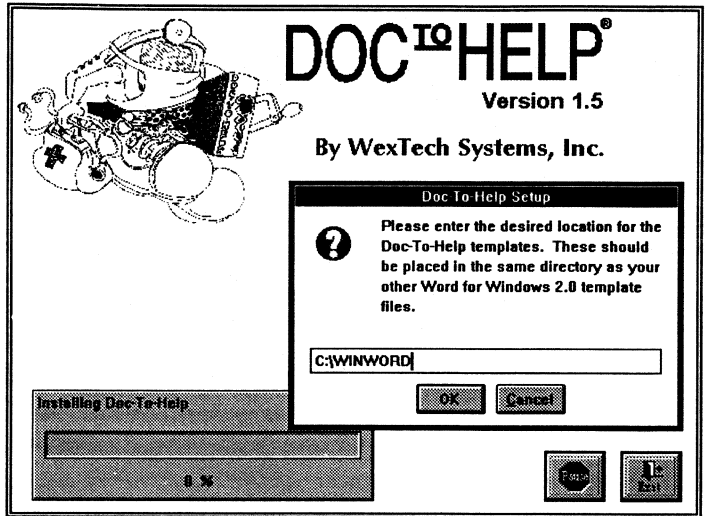 DOC TO HELP®
Version 1.5
By WexTech Systems, Inc.
Doc-To-Help Setup
Please enter the desired location for the
Doc-To-Help templates. These should
be placed in the same directory as your
other Word for Windows 2.0 template
files.
C:\WINWORD
OK Cancel
Installing Doc-To-Help
0 %
Pause Exit